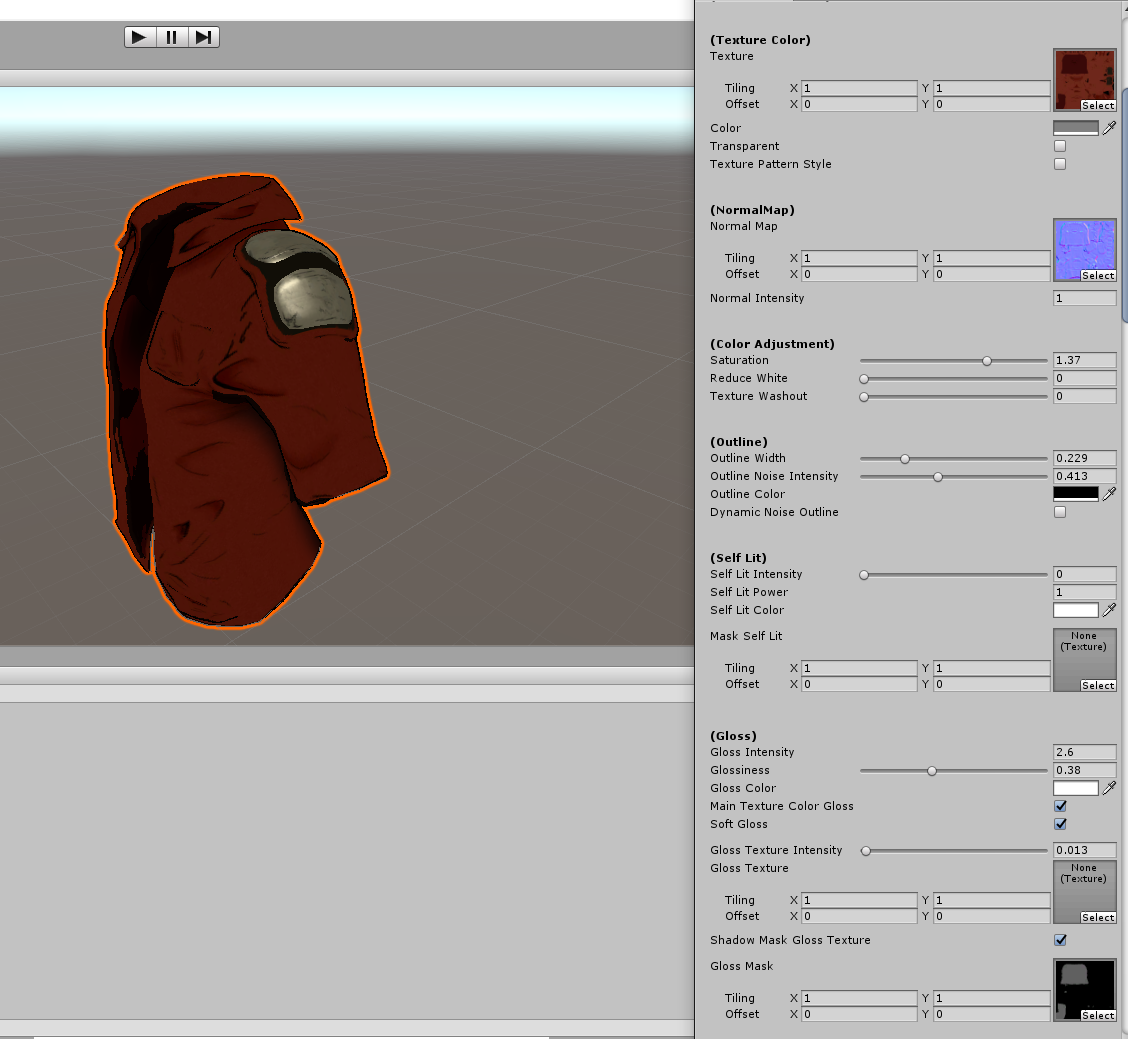 (Texture Color)
Texture
Tiling X 1 Y 1
Offset X 0 Y 0
Select
Color
Transparent
Texture Pattern Style
(NormalMap)
Normal Map
Tiling X 1 Y 1
Offset X 0 Y 0
Select
Normal Intensity 1
(Color Adjustment)
Saturation 1.37
Reduce White 0
Texture Washout 0
(Outline)
Outline Width 0.229
Outline Noise Intensity 0.413
Outline Color
Dynamic Noise Outline
(Self Lit)
Self Lit Intensity 0
Self Lit Power 1
Self Lit Color
Mask Self Lit
None
(Texture)
Tiling X 1 Y 1
Offset X 0 Y 0
Select
(Gloss)
Gloss Intensity 2.6
Glossiness 0.38
Gloss Color
Main Texture Color Gloss
Soft Gloss
Gloss Texture Intensity 0.013
Gloss Texture
None
(Texture)
Tiling X 1 Y 1
Offset X 0 Y 0
Select
Shadow Mask Gloss Texture
Gloss Mask
Tiling X 1 Y 1
Offset X 0 Y 0
Select